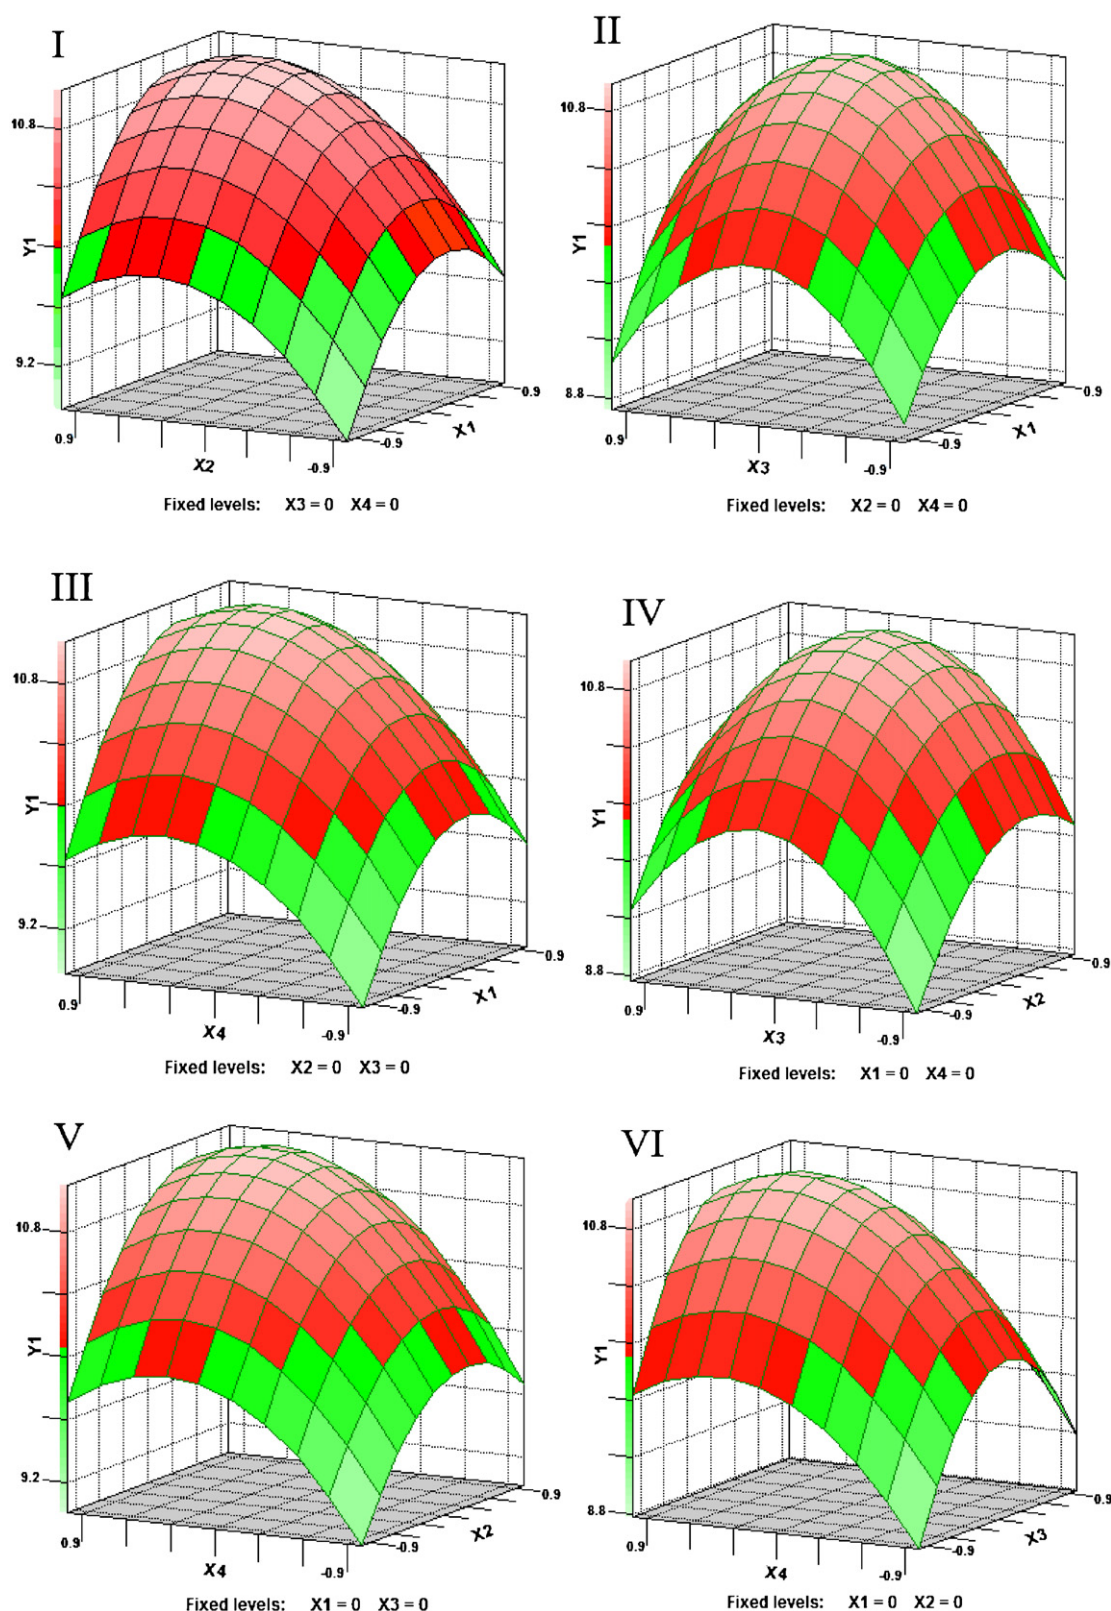 I
10.8
Y1
9.2
0.9
X2
-0.9
-0.9
X1
0.9
Fixed levels: X3 = 0 X4 = 0
II
10.8
Y1
8.8
0.9
X3
-0.9
-0.9
X1
0.9
Fixed levels: X2 = 0 X4 = 0
III
10.8
Y1
9.2
0.9
X4
-0.9
-0.9
X1
0.9
Fixed levels: X2 = 0 X3 = 0
IV
10.8
Y1
8.8
0.9
X3
-0.9
-0.9
X2
0.9
Fixed levels: X1 = 0 X4 = 0
V
10.8
Y1
9.2
0.9
X4
-0.9
-0.9
X2
0.9
Fixed levels: X1 = 0 X3 = 0
VI
10.8
Y1
8.8
0.9
X4
-0.9
-0.9
X3
0.9
Fixed levels: X1 = 0 X2 = 0